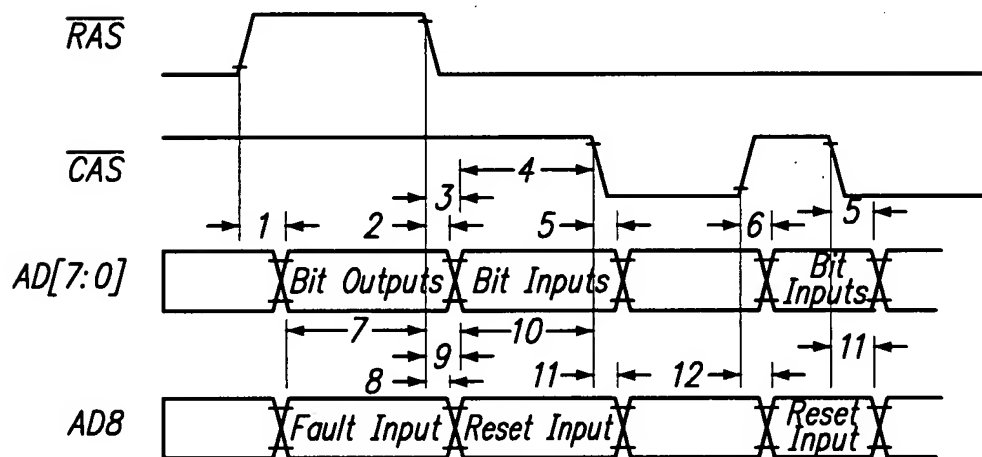 RAS
CAS
4
3
1 2 5 6 5
AD[7:0] Bit Outputs Bit Inputs Bit Inputs
7 10
9 11
8 11 12
AD8 Fault Input Reset Input Reset Input